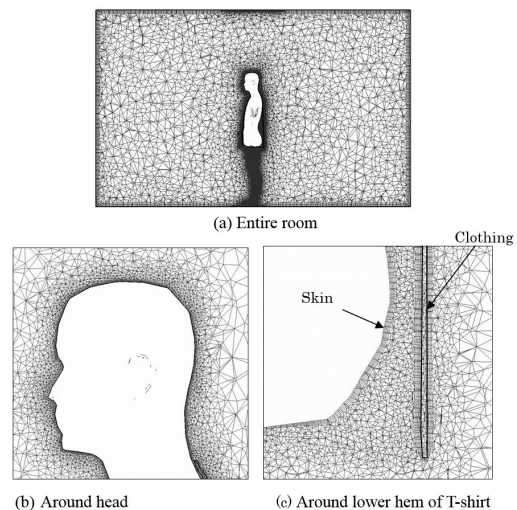 (a) Entire room
Clothing
Skin
(b) Around head
(c) Around lower hem of T-shirt